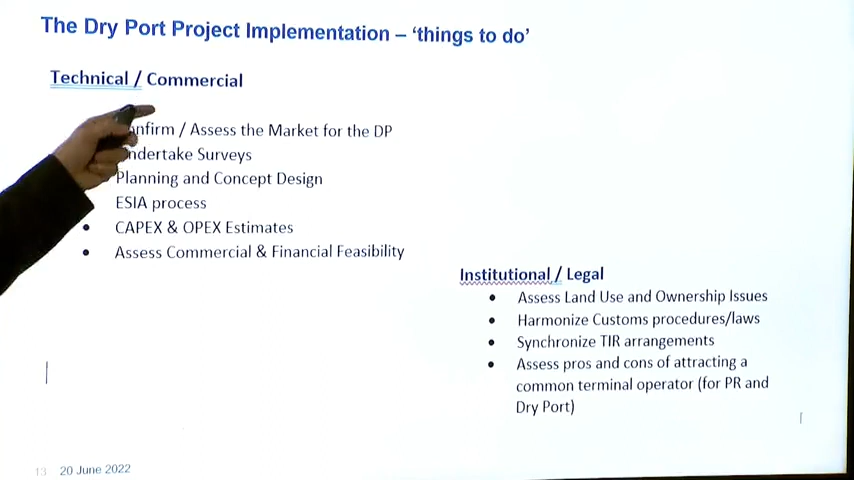 The Dry Port Project Implementation – ‘things to do’
Technical / Commercial
nfirm / Assess the Market for the DP
ndertake Surveys
• Planning and Concept Design
ESIA process
• CAPEX & OPEX Estimates
• Assess Commercial & Financial Feasibility
Institutional / Legal
• Assess Land Use and Ownership Issues
• Harmonize Customs procedures/laws
• Synchronize TIR arrangements
• Assess pros and cons of attracting a
common terminal operator (for PR and
Dry Port)
13 20 June 2022